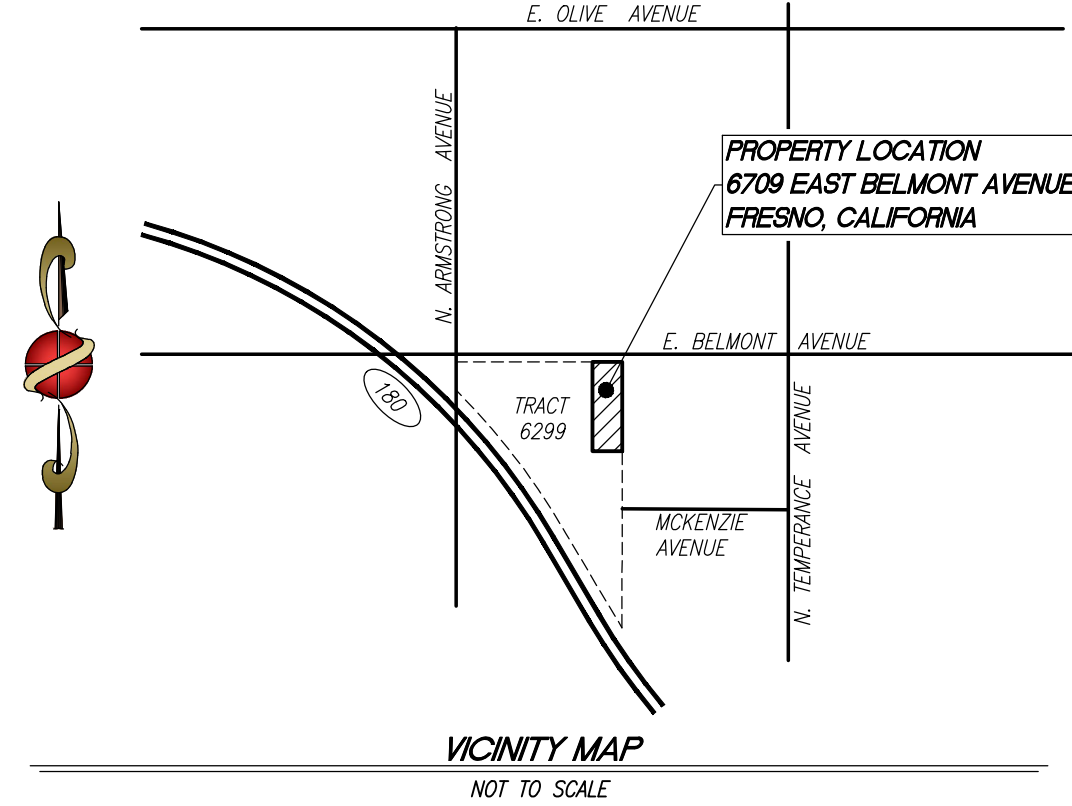 E. OLIVE AVENUE
N. ARMSTRONG AVENUE
PROPERTY LOCATION
6709 EAST BELMONT AVENUE
FRESNO, CALIFORNIA
E. BELMONT AVENUE
180
TRACT
6299
MCKENZIE
AVENUE
N. TEMPERANCE AVENUE
VICINITY MAP
NOT TO SCALE